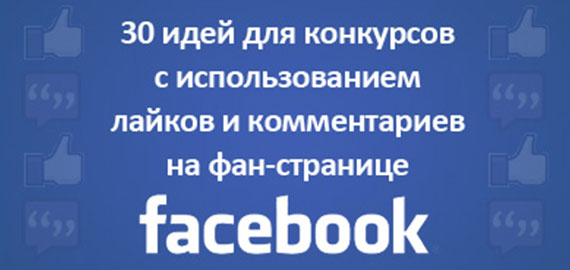 30 идей для конкурсов
с использованием
лайков и комментариев
на фан-странице
facebook